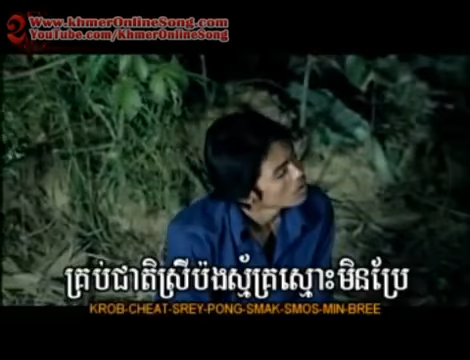 www.khmerOnlineSong.com
YouTube.com/KhmerOnlineSong
គ្រប់ជាតិស្រីប៉ងស្ម័គ្រស្មោះមិនប្រែ
KROB-CHEAT-SREY-PONG-SMAK-SMOS-MIN-BREE